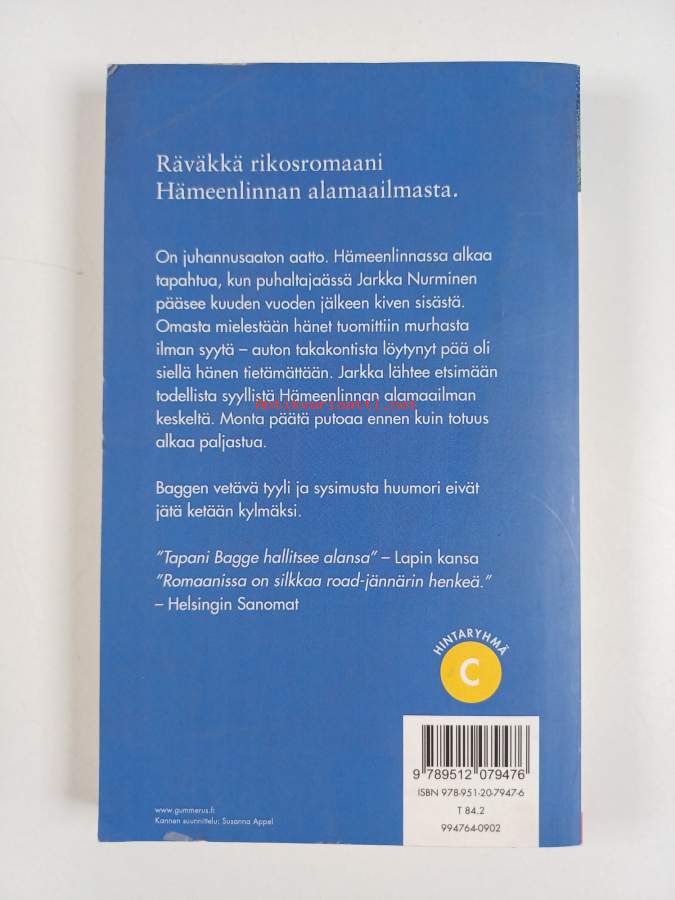 Räväkkä rikosromaani
Hämeenlinnan alamaailmasta.
On juhannusaaton aatto. Hämeenlinnassa alkaa
tapahtua, kun puhaltajaässä Jarkka Nurminen
pääsee kuuden vuoden jälkeen kiven sisästä.
Omasta mielestään hänet tuomittiin murhasta
ilman syytä – auton takakontista löytynyt pää oli
siellä hänen tietämättään. Jarkka lähtee etsimään
todellista syyllistä Hämeenlinnan alamaailman
Antikvariaatti.net
keskeltä. Monta päätä putoaa ennen kuin totuus
alkaa paljastua.
Baggen vetävä tyyli ja sysimusta huumori eivät
jätä ketään kylmäksi.
"Tapani Bagge hallitsee alansa" – Lapin kansa
"Romaanissa on silkkaa road-jännärin henkeä."
– Helsingin Sanomat
HINTARYHMÄ
C
9 789512 079476
ISBN 978-951-20-7947-6
T 84.2
994764-0902
www.gummerus.fi
Kannen suunnittelu: Susanna Appel